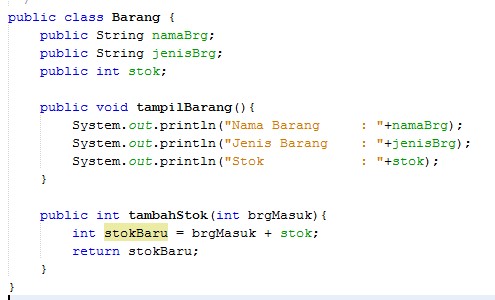 public class Barang {
    public String namaBrg;
    public String jenisBrg;
    public int stok;
    public void tampilBarang(){
        System.out.println("Nama Barang     : "+namaBrg);
        System.out.println("Jenis Barang    : "+jenisBrg);
        System.out.println("Stok            : "+stok);
    }
    public int tambahStok(int brgMasuk){
        int stokBaru = brgMasuk + stok;
        return stokBaru;
    }
}